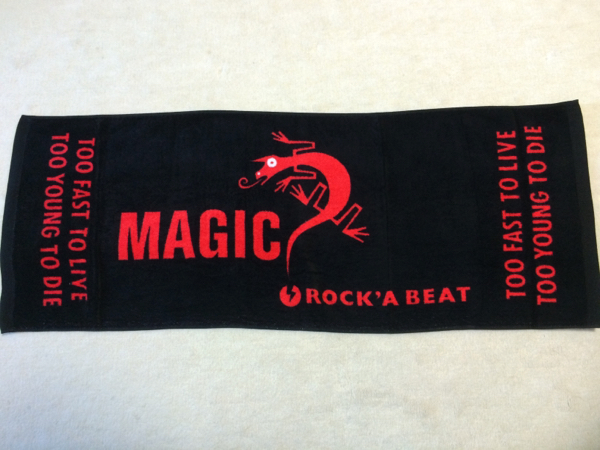 TOO FAST TO LIVE
TOO YOUNG TO DIE
MAGIC
ROCK'A BEAT
TOO FAST TO LIVE
TOO YOUNG TO DIE